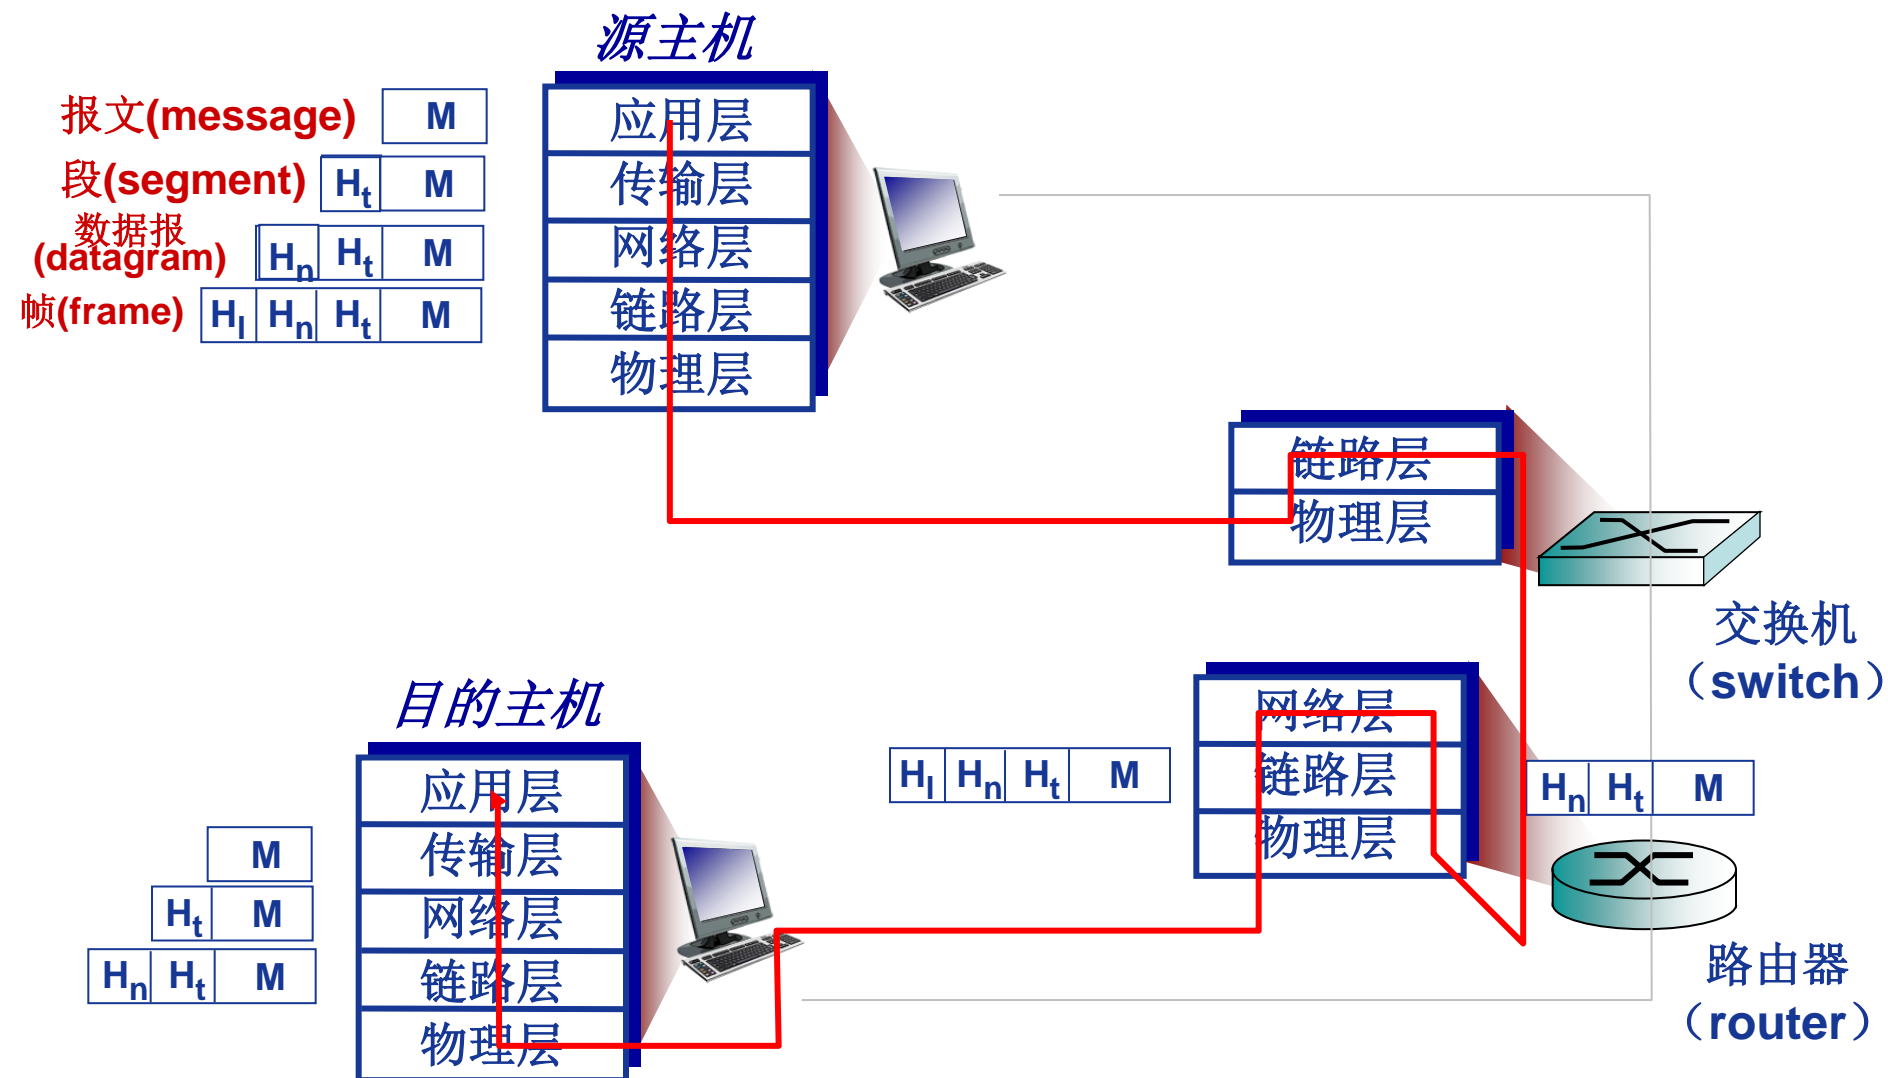 源主机
报文(message) M
应用层
段(segment) Ht M
传输层
数据报
(datagram) Hn Ht M
网络层
帧(frame) Hl Hn Ht M
链路层
物理层
链路层
物理层
交换机
（switch）
网络层
链路层
物理层
Hl Hn Ht M
Hn Ht M
路由器
（router）
目的主机
应用层
传输层
M
网络层
Ht M
链路层
Hn Ht M
物理层